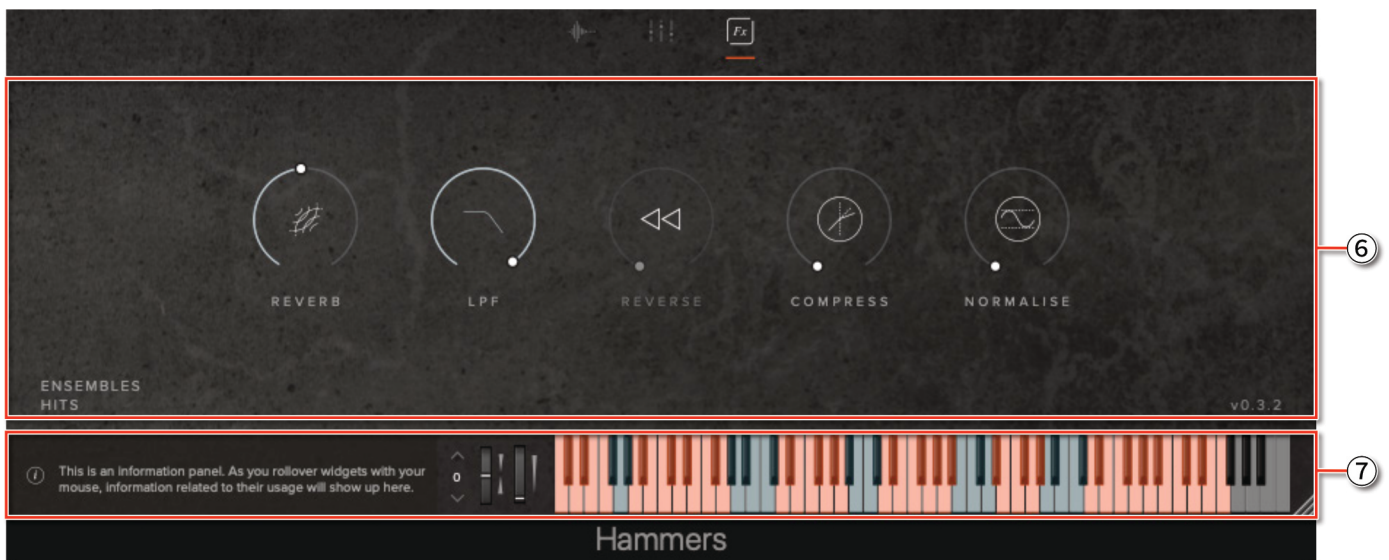 Fx
6
REVERB
LPF
REVERSE
COMPRESS
NORMALISE
ENSEMBLES
HITS
v0.3.2
i
This is an information panel. As you rollover widgets with your
mouse, information related to their usage will show up here.
0
7
Hammers